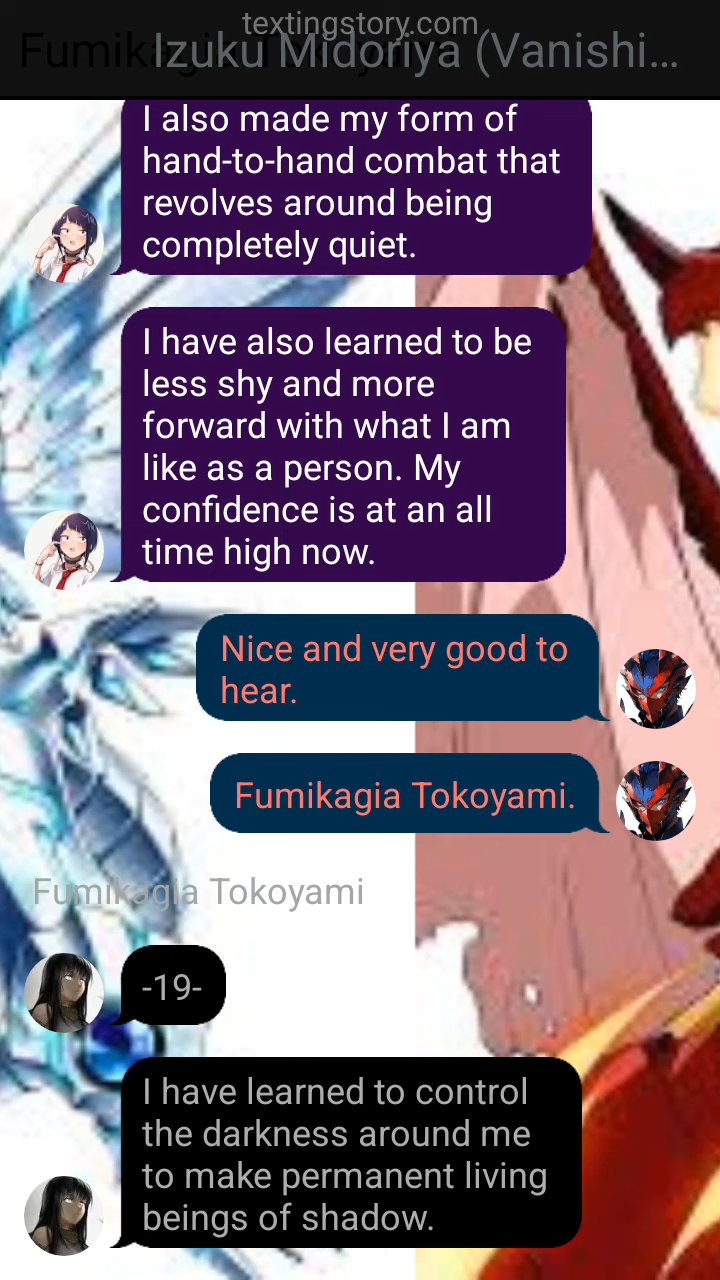 textingstory.com
Fumikagia Tokoyami
Izuku Midoriya (Vanishi...
I also made my form of
hand-to-hand combat that
revolves around being
completely quiet.
I have also learned to be
less shy and more
forward with what I am
like as a person. My
confidence is at an all
time high now.
Nice and very good to
hear.
Fumikagia Tokoyami.
Fumikagia Tokoyami
-19-
I have learned to control
the darkness around me
to make permanent living
beings of shadow.